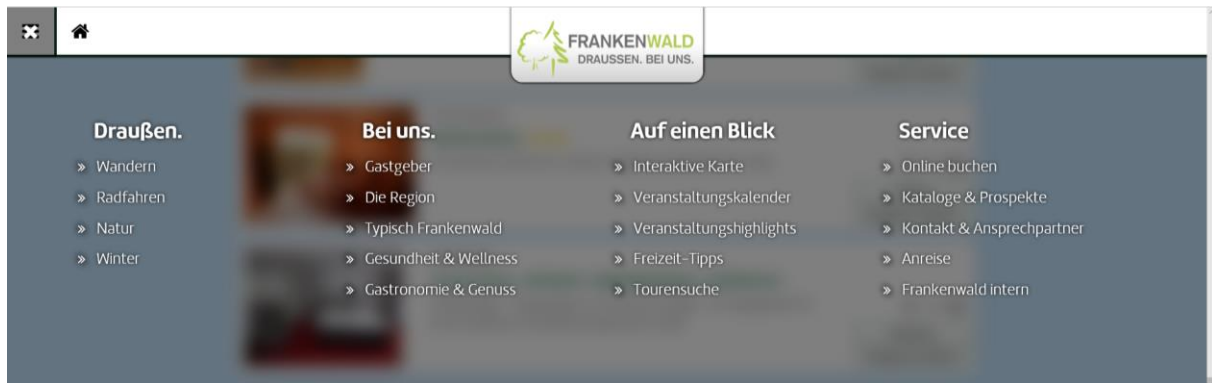 FRANKENWALD
DRAUSSEN. BEI UNS.
Draußen.
Wandern
Radfahren
Natur
Winter
Bei uns.
Gastgeber
Die Region
Typisch Frankenwald
Gesundheit & Wellness
Gastronomie & Genuss
Auf einen Blick
Interaktive Karte
Veranstaltungskalender
Veranstaltungshighlights
Freizeit-Tipps
Tourensuche
Service
Online buchen
Kataloge & Prospekte
Kontakt & Ansprechpartner
Anreise
Frankenwald intern